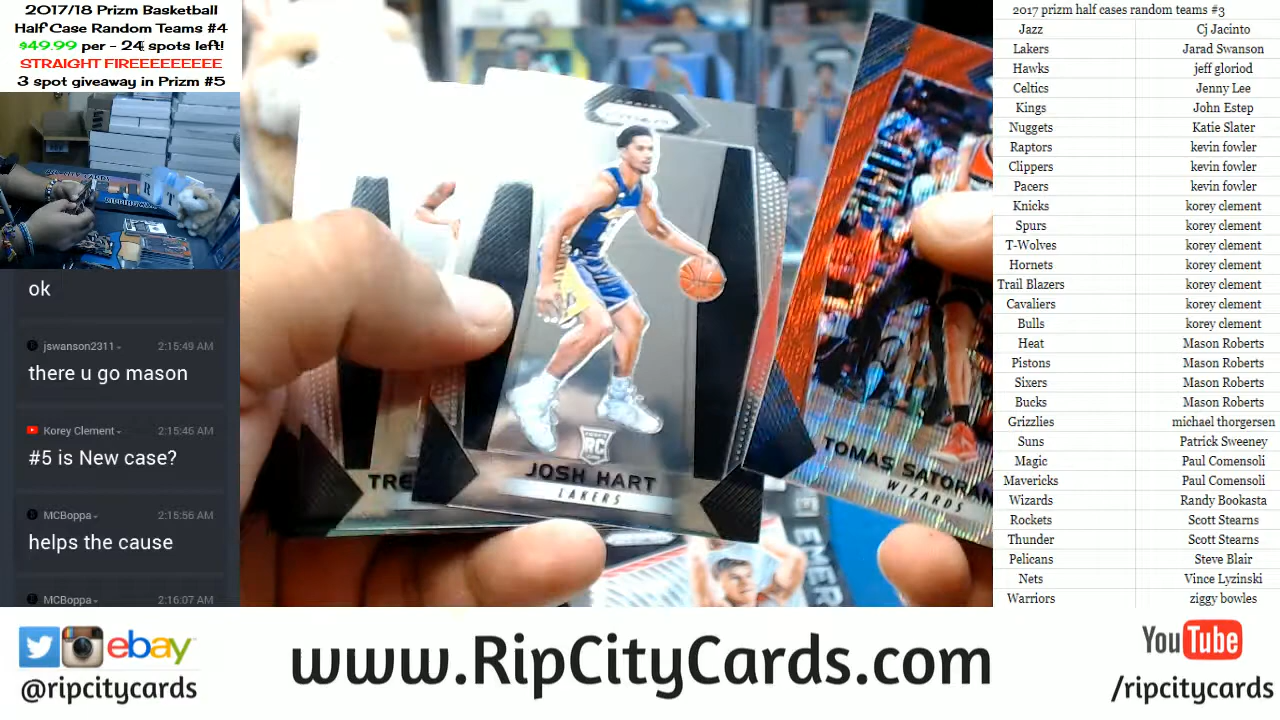 2017/18 Prizm Basketball
Half Case Random Teams #4
$49.99 per - 24 spots left!
STRAIGHT FIREEEEEEEEE
3 spot giveaway in Prizm #5
ok
jswanson2311
2:15:49 AM
there u go mason
Korey Clement
2:15:46 AM
#5 is New case?
MCBoppa
2:15:56 AM
helps the cause
MCBoppa
2:16:07 AM
TRE
RC
JOSH HART
LAKERS
TOMAS SATORAN
WIZARDS
2017 prizm half cases random teams #3
Jazz Cj Jacinto
Lakers Jarad Swanson
Hawks jeff gloriod
Celtics Jenny Lee
Kings John Estep
Nuggets Katie Slater
Raptors kevin fowler
Clippers kevin fowler
Pacers kevin fowler
Knicks korey clement
Spurs korey clement
T-Wolves korey clement
Hornets korey clement
Trail Blazers korey clement
Cavaliers korey clement
Bulls korey clement
Heat Mason Roberts
Pistons Mason Roberts
Sixers Mason Roberts
Bucks Mason Roberts
Grizzlies michael thorgersen
Suns Patrick Sweeney
Magic Paul Comensoli
Mavericks Paul Comensoli
Wizards Randy Bookasta
Rockets Scott Stearns
Thunder Scott Stearns
Pelicans Steve Blair
Nets Vince Lyzinski
Warriors ziggy bowles
ebay
@ripcitycards
www.RipCityCards.com
YouTube
/ripcitycards